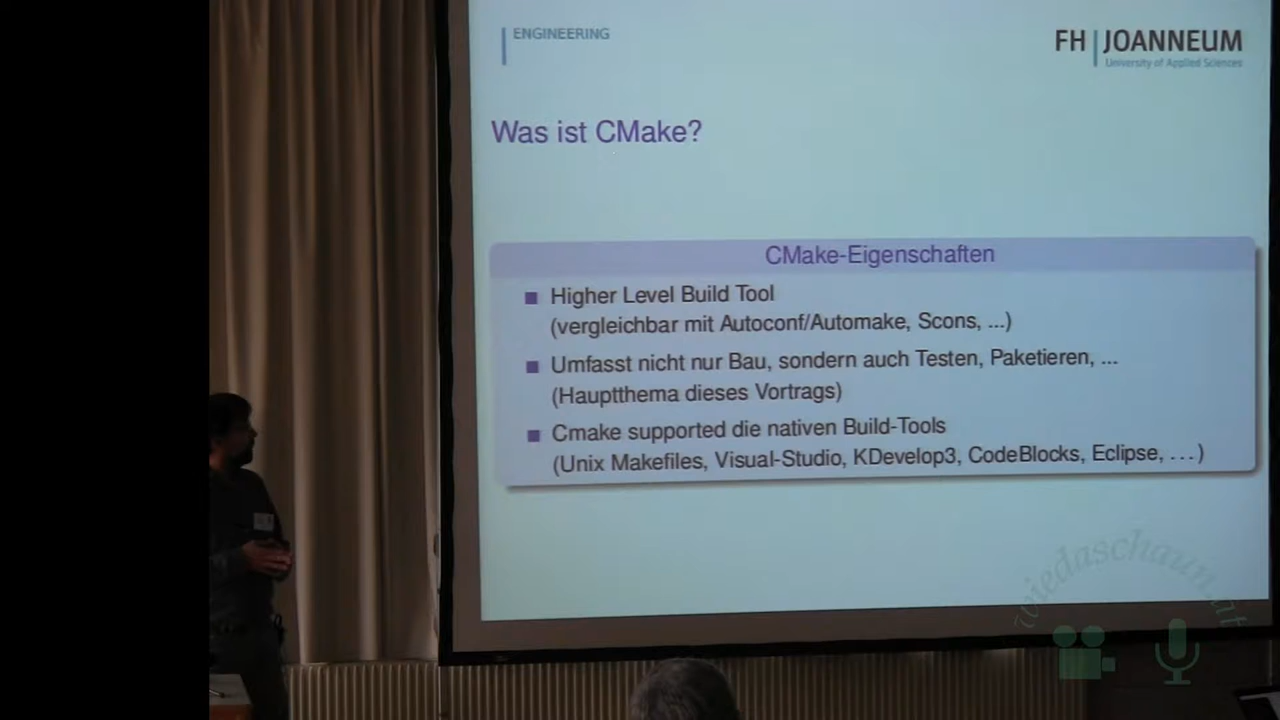 ENGINEERING
FH | JOANNEUM
University of Applied Sciences
Was ist CMake?
CMake-Eigenschaften
Higher Level Build Tool
(vergleichbar mit Autoconf/Automake, Scons, ...)
Umfasst nicht nur Bau, sondern auch Testen, Paketieren, ...
(Hauptthema dieses Vortrags)
Cmake supported die nativen Build-Tools
(Unix Makefiles, Visual-Studio, KDevelop3, CodeBlocks, Eclipse, ...)
wiedaschaun.at